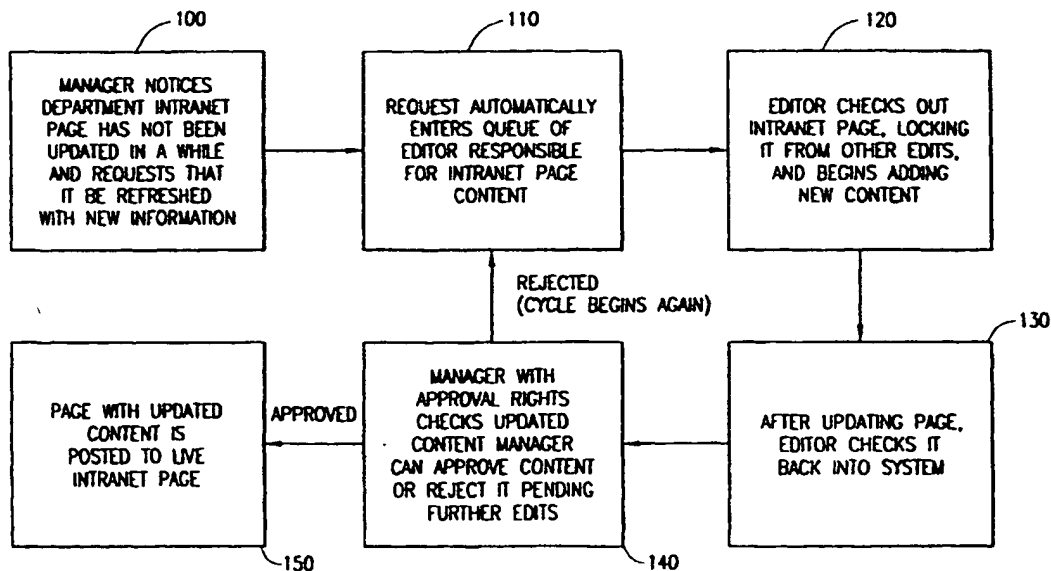 100
MANAGER NOTICES
DEPARTMENT INTRANET
PAGE HAS NOT BEEN
UPDATED IN A WHILE
AND REQUESTS THAT
IT BE REFRESHED
WITH NEW INFORMATION
110
REQUEST AUTOMATICALLY
ENTERS QUEUE OF
EDITOR RESPONSIBLE
FOR INTRANET PAGE
CONTENT
120
EDITOR CHECKS OUT
INTRANET PAGE, LOCKING
IT FROM OTHER EDITS,
AND BEGINS ADDING
NEW CONTENT
130
AFTER UPDATING PAGE,
EDITOR CHECKS IT
BACK INTO SYSTEM
REJECTED
(CYCLE BEGINS AGAIN)
MANAGER WITH
APPROVAL RIGHTS
CHECKS UPDATED
CONTENT MANAGER
CAN APPROVE CONTENT
OR REJECT IT PENDING
FURTHER EDITS
140
APPROVED
PAGE WITH UPDATED
CONTENT IS
POSTED TO LIVE
INTRANET PAGE
150